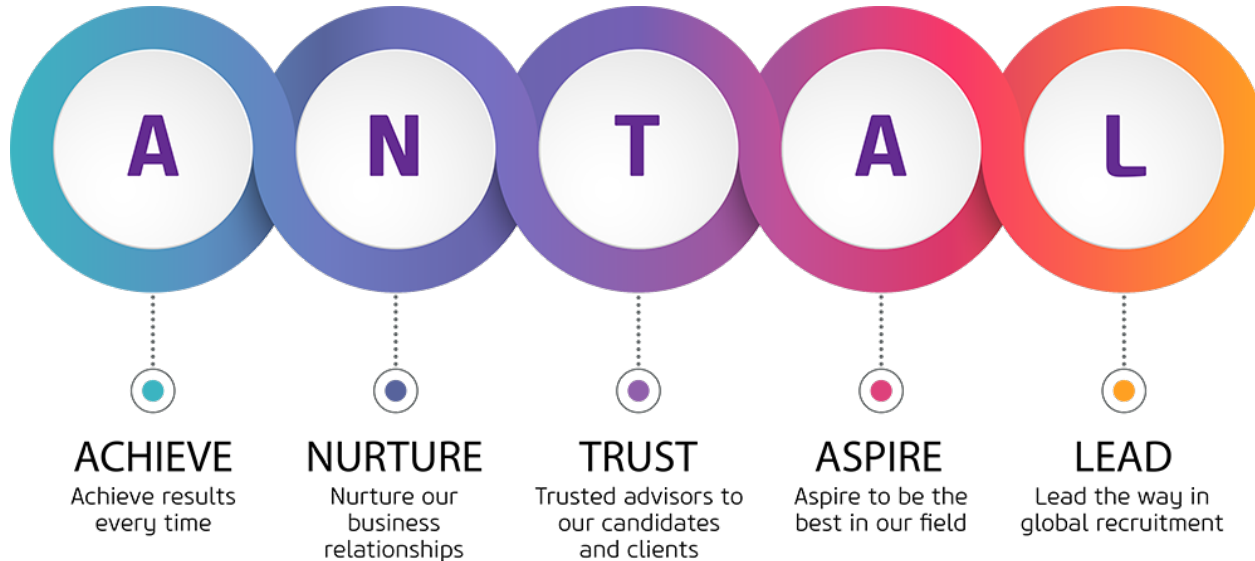 A N T A L
ACHIEVE
Achieve results
every time
NURTURE
Nurture our
business
relationships
TRUST
Trusted advisors to
our candidates
and clients
ASPIRE
Aspire to be the
best in our field
LEAD
Lead the way in
global recruitment